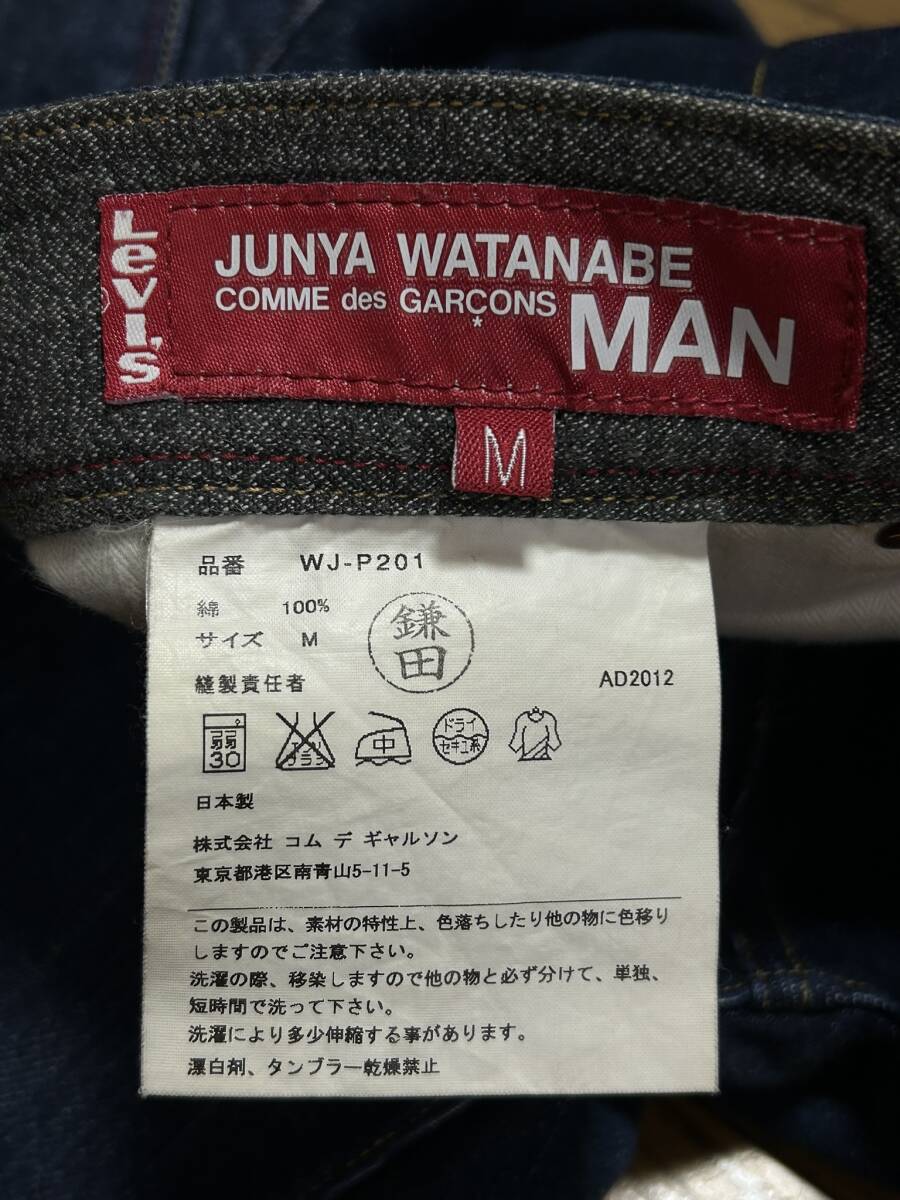 Levi's
JUNYA WATANABE
COMME des GARÇONS
*
MAN
M
品番 WJ-P201
綿 100%
サイズ M
鎌田
縫製責任者
AD2012
弱
30
エンソサラシ
中
ドライ
セキユ系
日本製
株式会社 コム デ ギャルソン
東京都港区南青山5-11-5
この製品は、素材の特性上、色落ちしたり他の物に色移り
しますのでご注意下さい。
洗濯の際、移染しますので他の物と必ず分けて、単独、
短時間で洗って下さい。
洗濯により多少伸縮する事があります。
漂白剤、タンブラー乾燥禁止